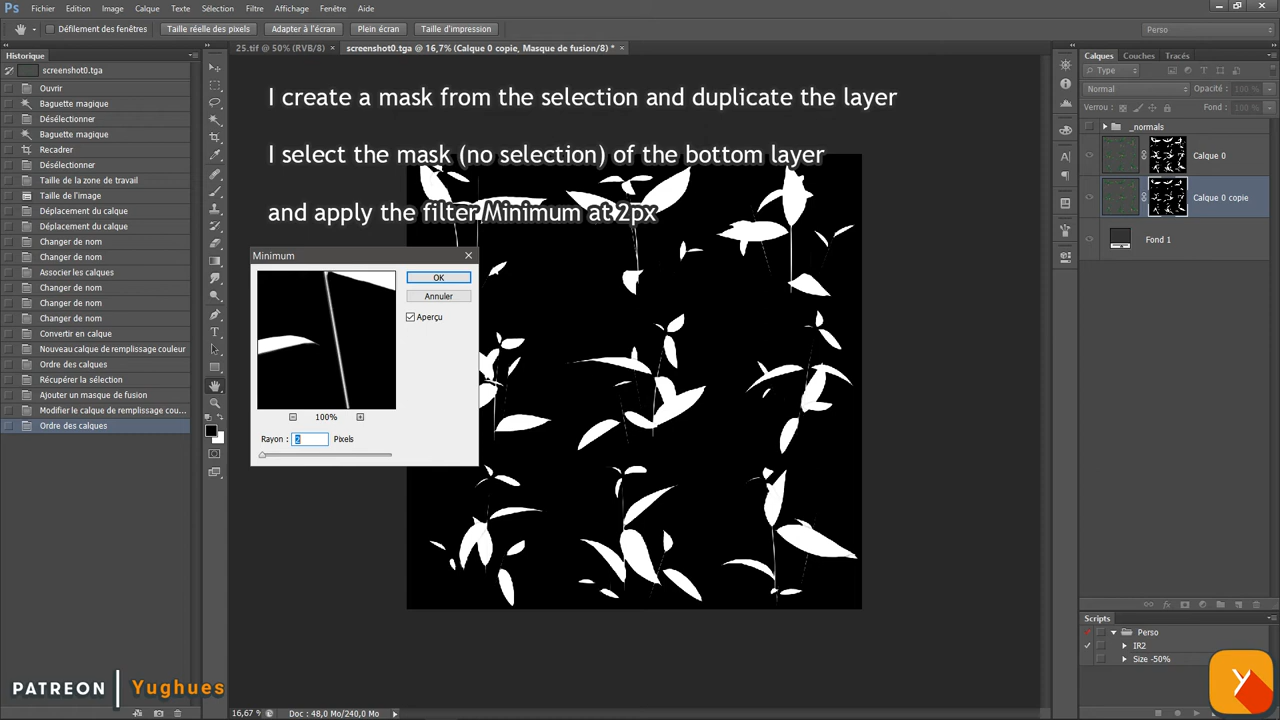 Ps Fichier Edition Image Calque Texte Sélection Filtre Affichage Fenêtre Aide
Défilement des fenêtres Taille réelle des pixels Adapter à l'écran Plein écran Taille d'impression Perso
25.tif @ 50% (RVB/8) × screenshot0.tga @ 16,7% (Calque 0 copie, Masque de fusion/8) * ×
Historique
screenshot0.tga
Ouvrir
Baguette magique
Désélectionner
Baguette magique
Recadrer
Désélectionner
Taille de la zone de travail
Taille de l'image
Déplacement du calque
Déplacement du calque
Changer de nom
Changer de nom
Associer les calques
Changer de nom
Changer de nom
Changer de nom
Convertir en calque
Nouveau calque de remplissage couleur
Ordre des calques
Récupérer la sélection
Ajouter un masque de fusion
Modifier le calque de remplissage cou...
Ordre des calques
I create a mask from the selection and duplicate the layer
I select the mask (no selection) of the bottom layer
and apply the filter Minimum at 2px
Minimum
OK
Annuler
Aperçu
100%
Rayon : 2 Pixels
Calques Couches Tracés
Type
Normal Opacité : 100 %
Verrou : Fond : 100 %
_normals
Calque 0
Calque 0 copie
Fond 1
Scripts
Perso
IR2
Size -50%
PATREON Yughues
16,67 % Doc : 48,0 Mo/240,0 Mo